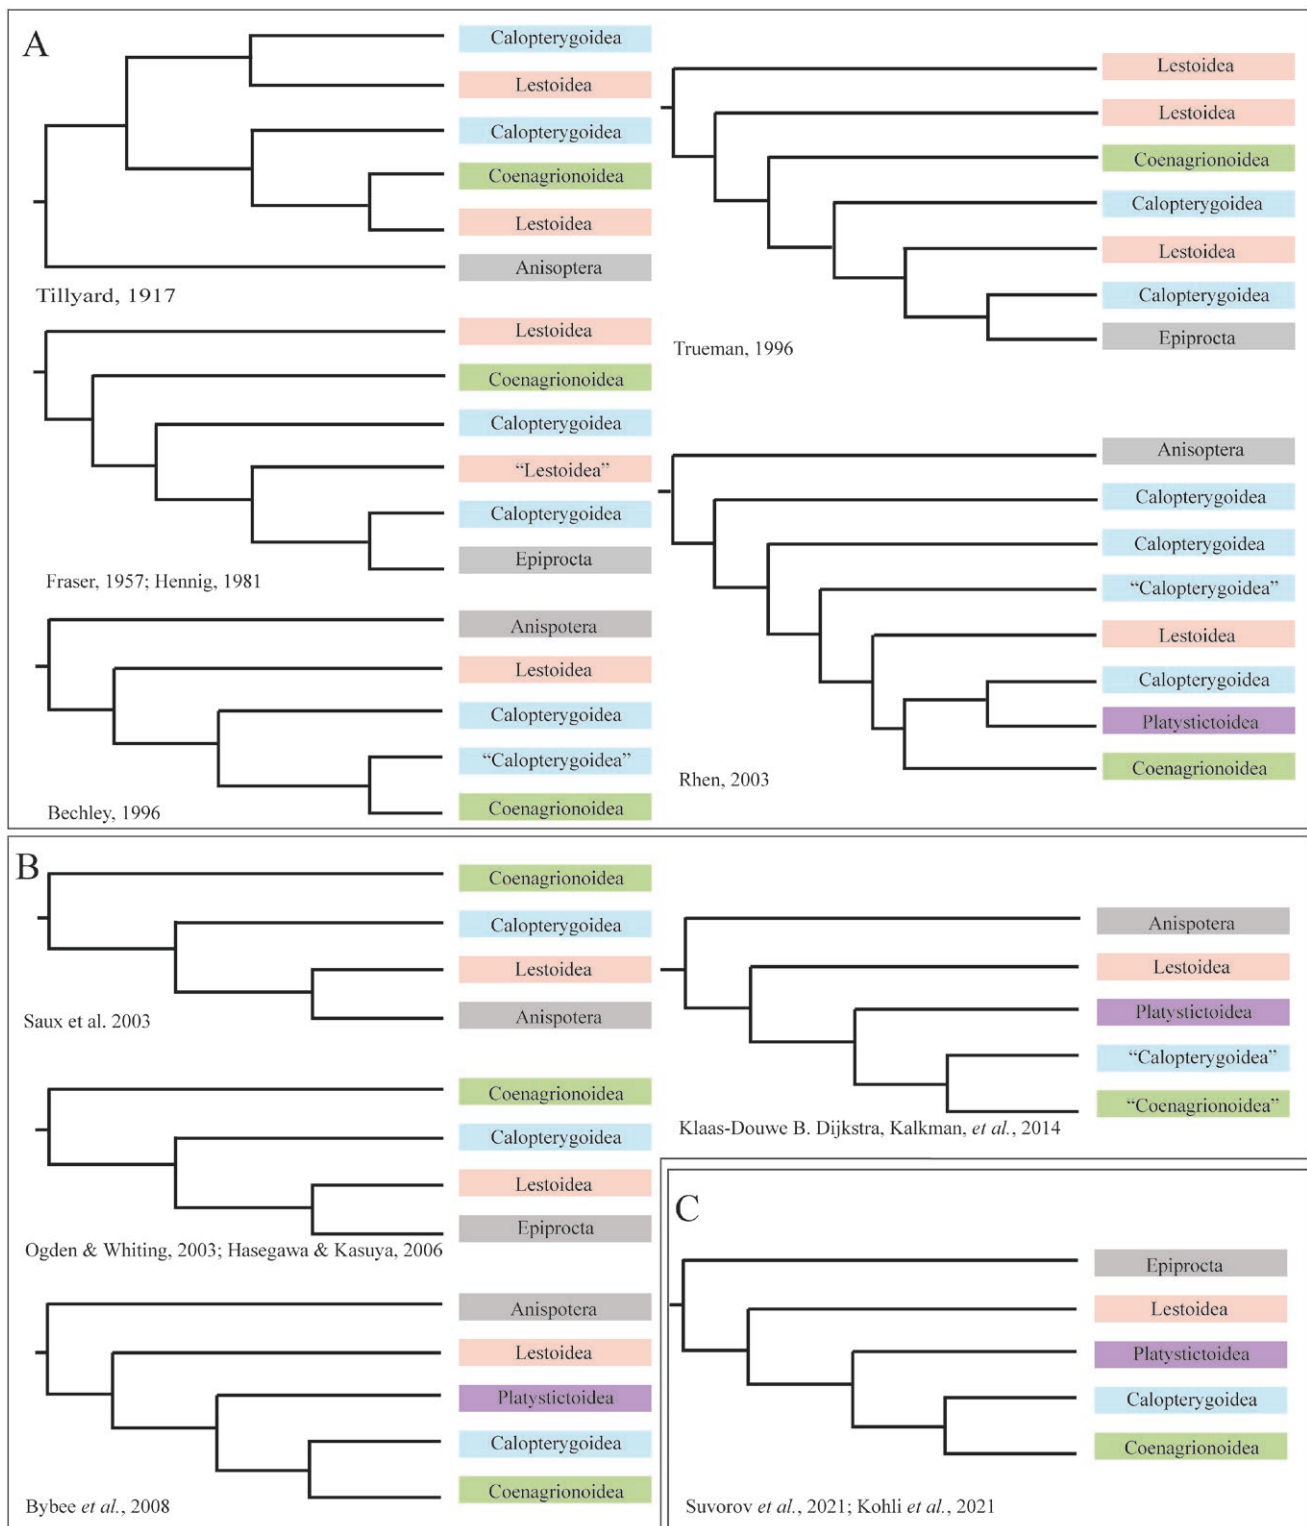 A
Calopterygoidea
Lestoidea
Calopterygoidea
Coenagrionoidea
Lestoidea
Anisoptera
Tillyard, 1917
Lestoidea
Coenagrionoidea
Calopterygoidea
“Lestoidea”
Calopterygoidea
Epiprocta
Fraser, 1957; Hennig, 1981
Anispotera
Lestoidea
Calopterygoidea
“Calopterygoidea”
Coenagrionoidea
Bechley, 1996
Lestoidea
Lestoidea
Coenagrionoidea
Calopterygoidea
Lestoidea
Calopterygoidea
Epiprocta
Trueman, 1996
Anisoptera
Calopterygoidea
Calopterygoidea
“Calopterygoidea”
Lestoidea
Calopterygoidea
Platystictoidea
Coenagrionoidea
Rhen, 2003
B
Coenagrionoidea
Calopterygoidea
Lestoidea
Anispotera
Saux et al. 2003
Coenagrionoidea
Calopterygoidea
Lestoidea
Epiprocta
Ogden & Whiting, 2003; Hasegawa & Kasuya, 2006
Anispotera
Lestoidea
Platystictoidea
Calopterygoidea
Coenagrionoidea
Bybee et al., 2008
Anispotera
Lestoidea
Platystictoidea
“Calopterygoidea”
“Coenagrionoidea”
Klaas-Douwe B. Dijkstra, Kalkman, et al., 2014
C
Epiprocta
Lestoidea
Platystictoidea
Calopterygoidea
Coenagrionoidea
Suvorov et al., 2021; Kohli et al., 2021